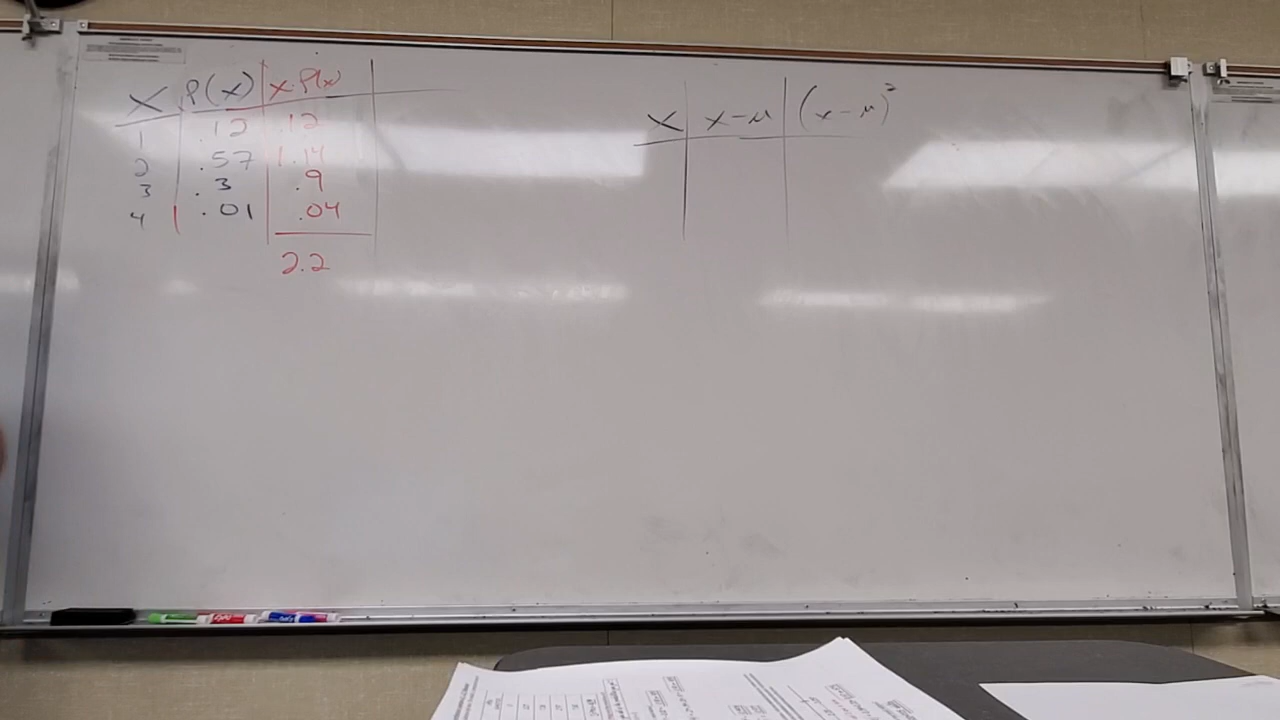 X P(x) x·P(x)
1 .12 .12
2 .57 1.14
3 .3 .9
4 .01 .04
2.2
x x-μ (x-μ)²